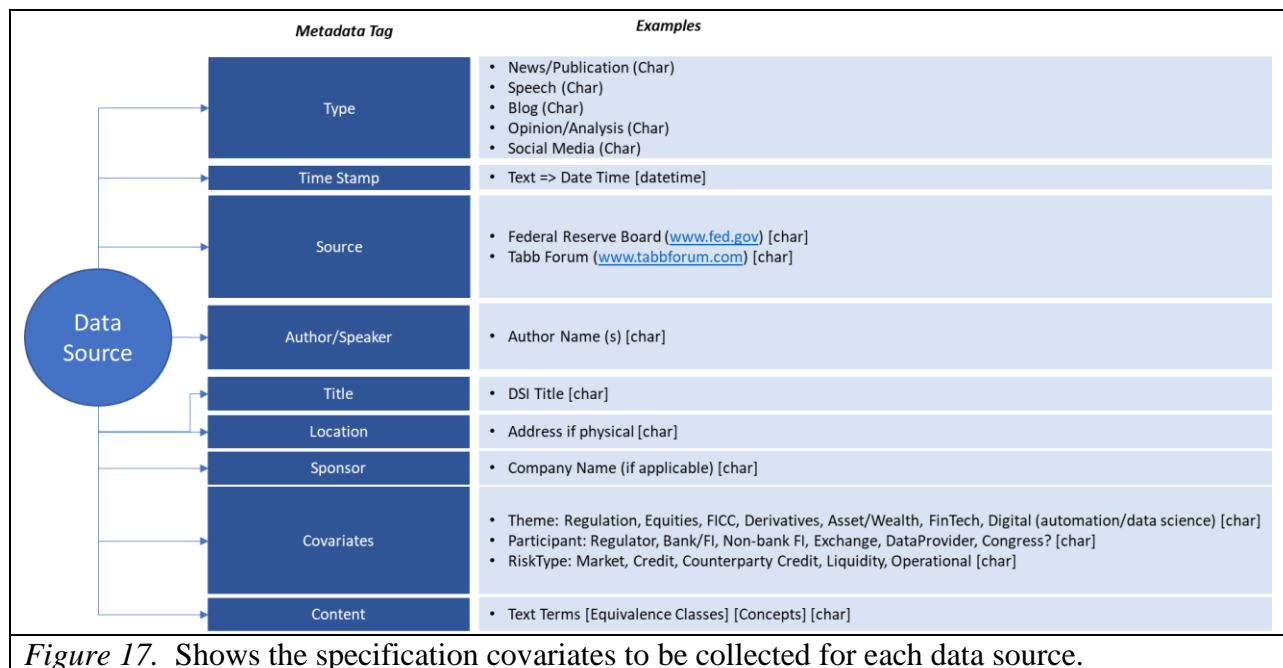 Metadata Tag
Examples
Data
Source
Type
• News/Publication (Char)
• Speech (Char)
• Blog (Char)
• Opinion/Analysis (Char)
• Social Media (Char)
Time Stamp
• Text => Date Time [datetime]
Source
• Federal Reserve Board (www.fed.gov) [char]
• Tabb Forum (www.tabbforum.com) [char]
Author/Speaker
• Author Name (s) [char]
Title
• DSI Title [char]
Location
• Address if physical [char]
Sponsor
• Company Name (if applicable) [char]
Covariates
• Theme: Regulation, Equities, FICC, Derivatives, Asset/Wealth, FinTech, Digital (automation/data science) [char]
• Participant: Regulator, Bank/FI, Non-bank FI, Exchange, DataProvider, Congress? [char]
• RiskType: Market, Credit, Counterparty Credit, Liquidity, Operational [char]
Content
• Text Terms [Equivalence Classes] [Concepts] [char]
Figure 17. Shows the specification covariates to be collected for each data source.